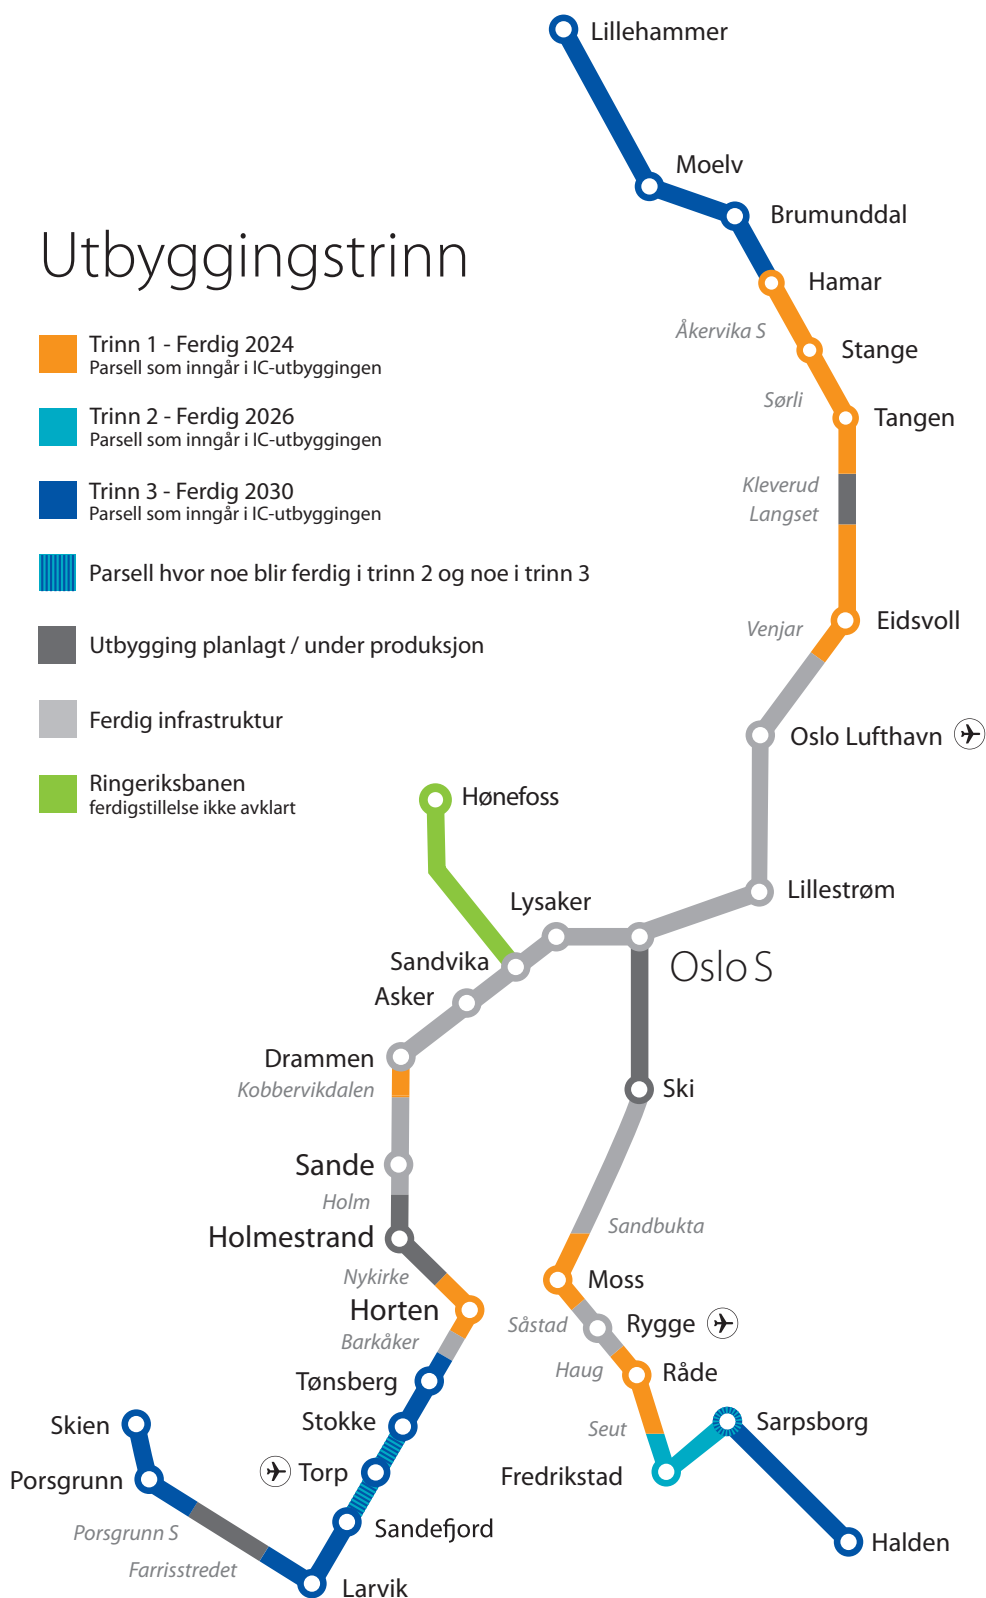 Utbyggingstrinn
Trinn 1 - Ferdig 2024
Parsell som inngår i IC-utbyggingen
Trinn 2 - Ferdig 2026
Parsell som inngår i IC-utbyggingen
Trinn 3 - Ferdig 2030
Parsell som inngår i IC-utbyggingen
Parsell hvor noe blir ferdig i trinn 2 og noe i trinn 3
Utbygging planlagt / under produksjon
Ferdig infrastruktur
Ringeriksbanen
ferdigstillelse ikke avklart
Lillehammer
Moelv
Brumunddal
Hamar
Åkervika S
Stange
Sørli
Tangen
Kleverud
Langset
Eidsvoll
Venjar
Oslo Lufthavn
Lillestrøm
Hønefoss
Lysaker
Sandvika
Oslo S
Asker
Drammen
Kobbervikdalen
Ski
Sande
Holm
Holmestrand
Nykirke
Horten
Barkåker
Tønsberg
Stokke
Torp
Sandefjord
Larvik
Farrisstredet
Porsgrunn S
Porsgrunn
Skien
Sandbukta
Moss
Såstad
Rygge
Haug
Råde
Seut
Fredrikstad
Sarpsborg
Halden